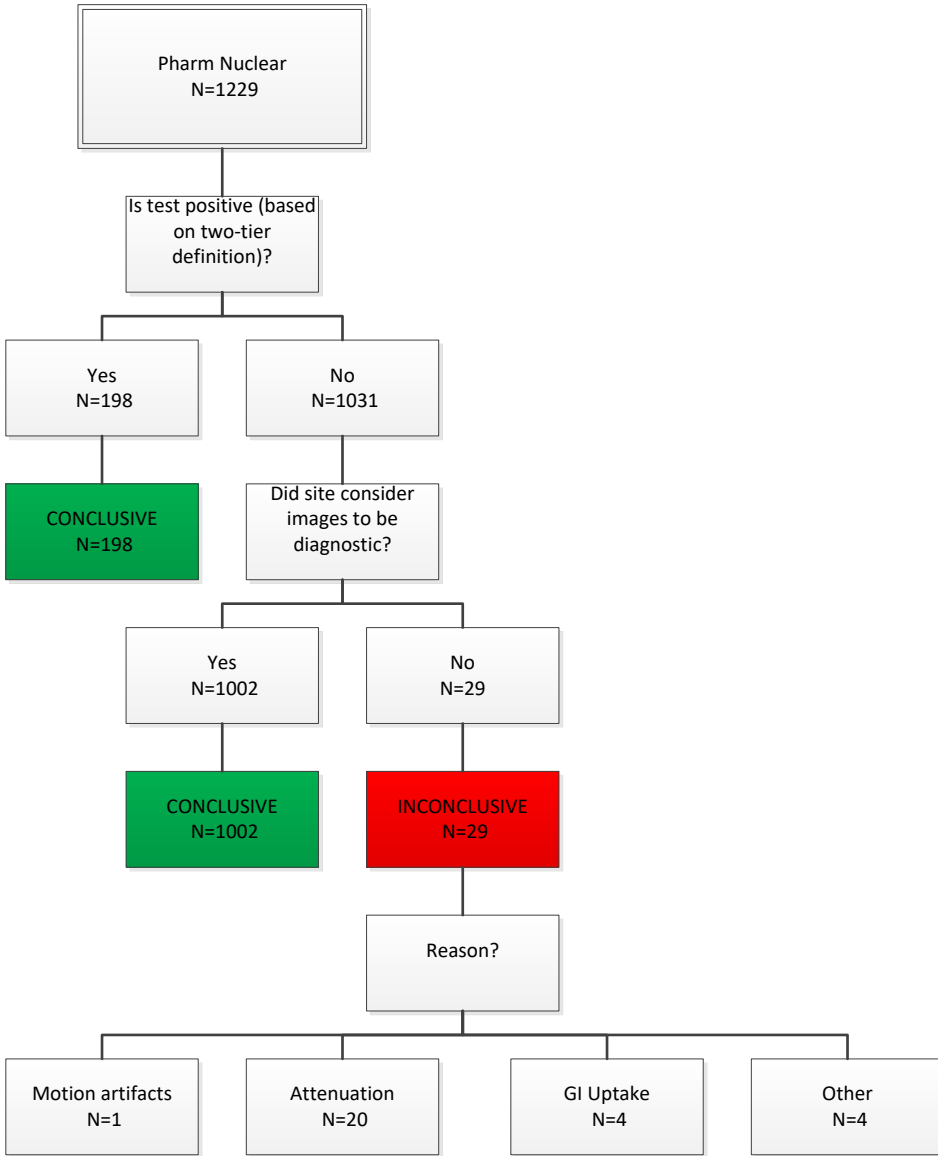 Pharm Nuclear
N=1229
Is test positive (based
on two-tier
definition)?
Yes
N=198
No
N=1031
CONCLUSIVE
N=198
Did site consider
images to be
diagnostic?
Yes
N=1002
No
N=29
CONCLUSIVE
N=1002
INCONCLUSIVE
N=29
Reason?
Motion artifacts
N=1
Attenuation
N=20
GI Uptake
N=4
Other
N=4